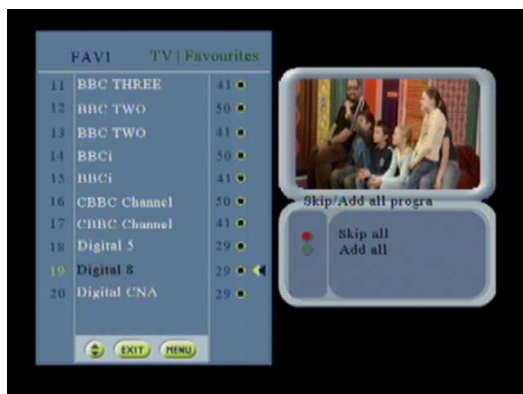 FAV1 TV | Favourites
11 BBC THREE 41
12 BBC TWO 50
13 BBC TWO 41
14 BBCi 50
15 BBCi 41
16 CBBC Channel 50
17 CBBC Channel 41
18 Digital 5 29
19 Digital 8 29
20 Digital CNA 29
EXIT MENU
Skip/Add all progra
Skip all
Add all